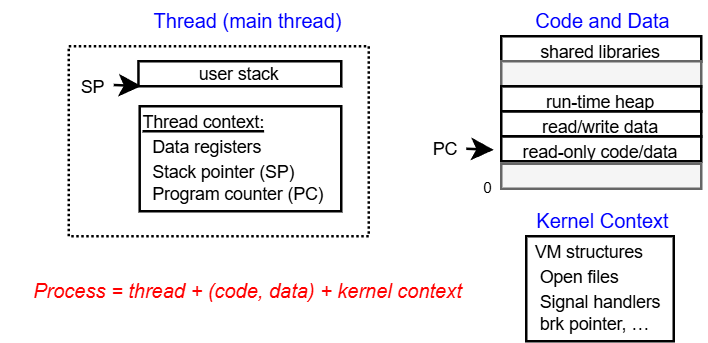 Thread (main thread)
SP
user stack
Thread context:
Data registers
Stack pointer (SP)
Program counter (PC)
Code and Data
shared libraries
run-time heap
read/write data
PC
read-only code/data
0
Kernel Context
VM structures
Open files
Signal handlers
brk pointer, …
Process = thread + (code, data) + kernel context